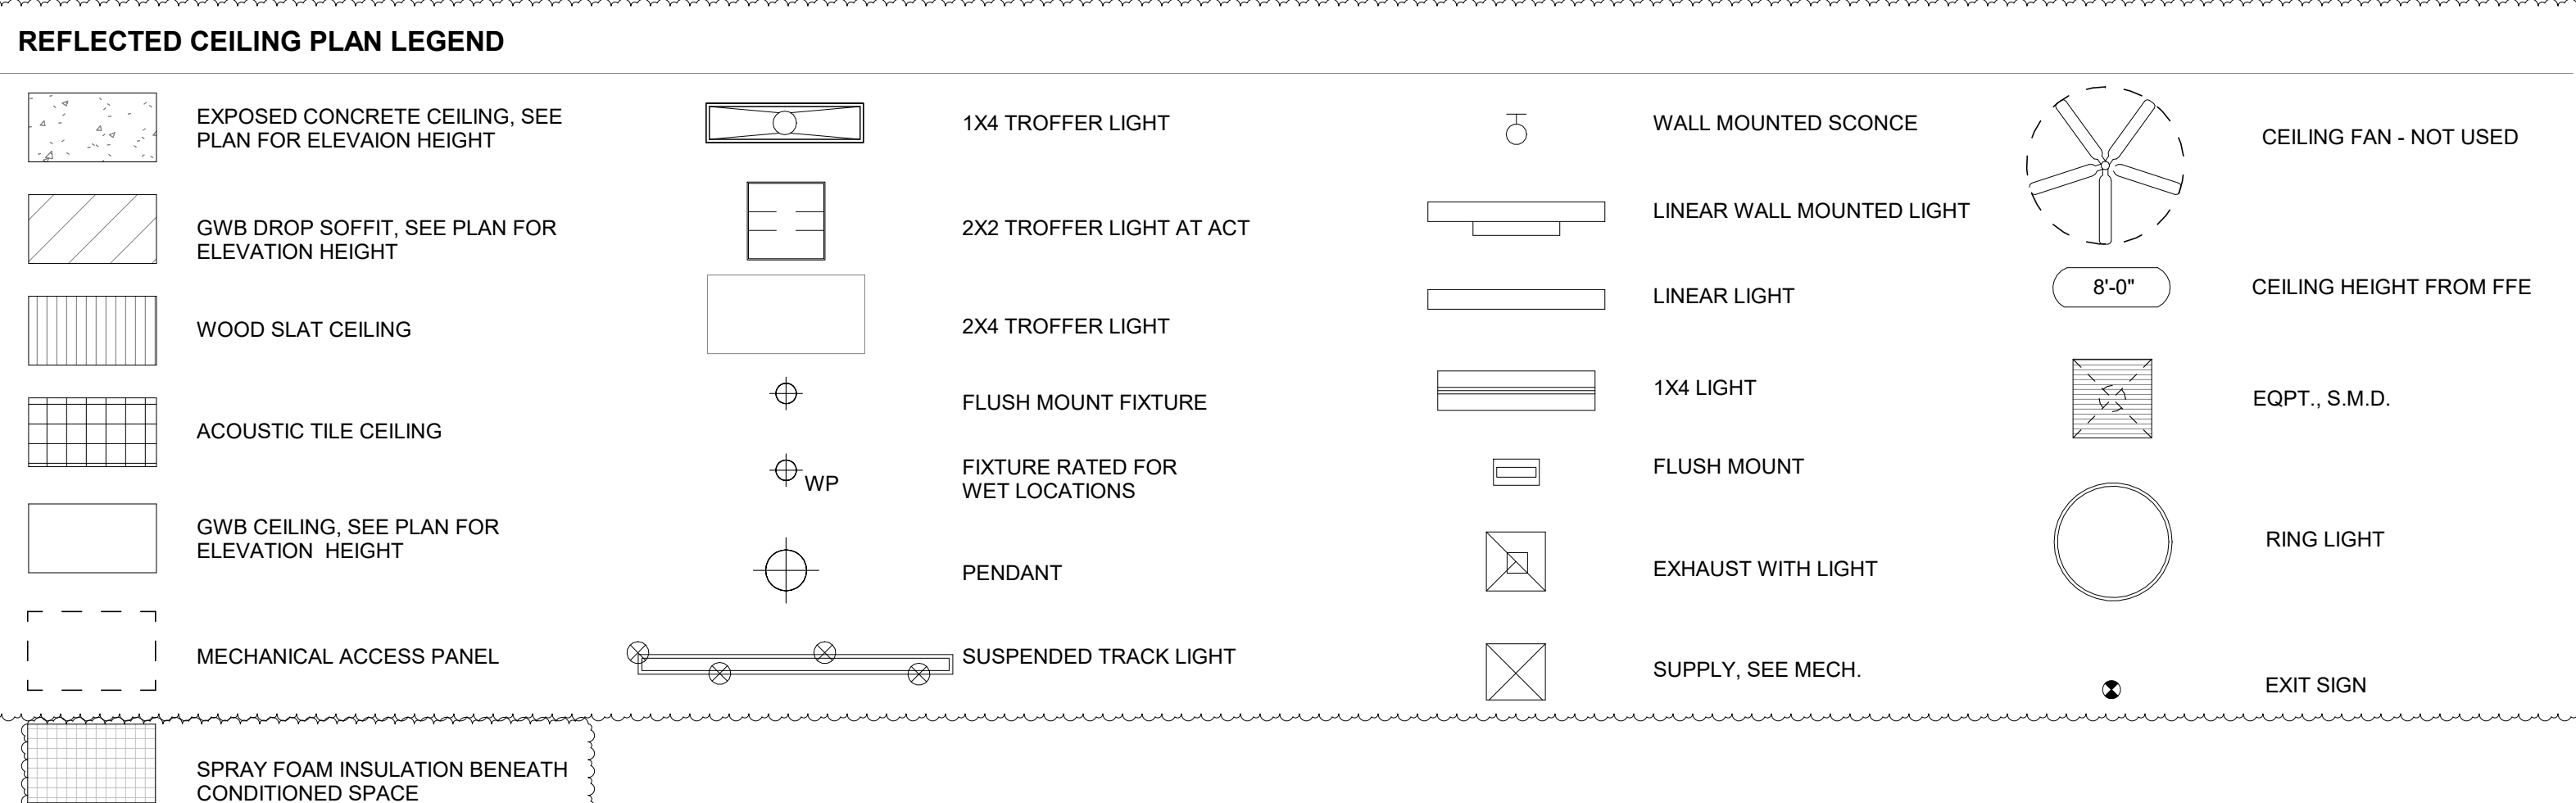 REFLECTED CEILING PLAN LEGEND
EXPOSED CONCRETE CEILING, SEE
PLAN FOR ELEVAION HEIGHT
GWB DROP SOFFIT, SEE PLAN FOR
ELEVATION HEIGHT
WOOD SLAT CEILING
ACOUSTIC TILE CEILING
GWB CEILING, SEE PLAN FOR
ELEVATION  HEIGHT
MECHANICAL ACCESS PANEL
SPRAY FOAM INSULATION BENEATH
CONDITIONED SPACE
1X4 TROFFER LIGHT
2X2 TROFFER LIGHT AT ACT
2X4 TROFFER LIGHT
FLUSH MOUNT FIXTURE
WP
FIXTURE RATED FOR
WET LOCATIONS
PENDANT
SUSPENDED TRACK LIGHT
WALL MOUNTED SCONCE
LINEAR WALL MOUNTED LIGHT
LINEAR LIGHT
1X4 LIGHT
FLUSH MOUNT
EXHAUST WITH LIGHT
SUPPLY, SEE MECH.
CEILING FAN - NOT USED
8'-0"
CEILING HEIGHT FROM FFE
EQPT., S.M.D.
RING LIGHT
EXIT SIGN